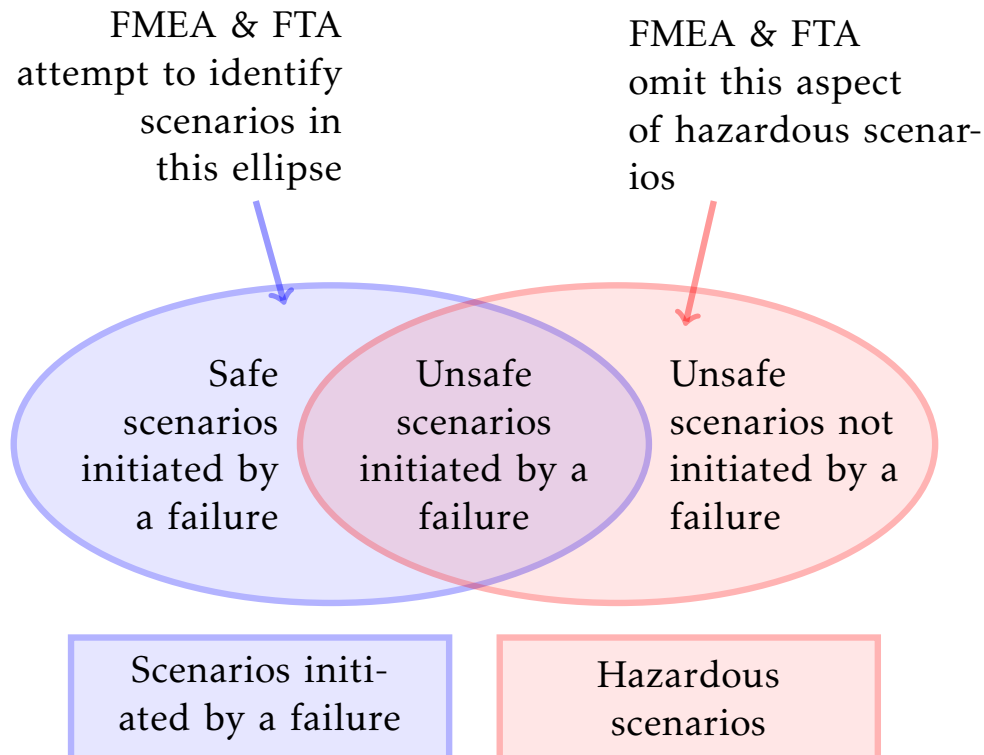 FMEA & FTA
attempt to identify
scenarios in
this ellipse
FMEA & FTA
omit this aspect
of hazardous scenar-
ios
Safe
scenarios
initiated by
a failure
Unsafe
scenarios
initiated by a
failure
Unsafe
scenarios not
initiated by a
failure
Scenarios initi-
ated by a failure
Hazardous
scenarios